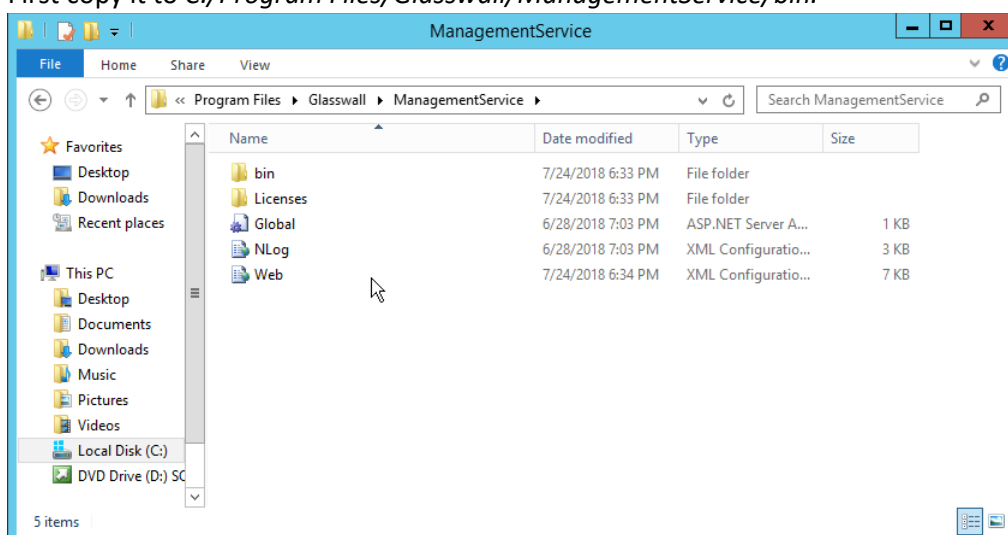 First copy it to C:/Program Files/Glasswall/ManagementService/bin.
ManagementService
File Home Share View
« Program Files ▸ Glasswall ▸ ManagementService ▸ Search ManagementService
Name Date modified Type Size
bin 7/24/2018 6:33 PM File folder
Licenses 7/24/2018 6:33 PM File folder
Global 6/28/2018 7:03 PM ASP.NET Server A... 1 KB
NLog 6/28/2018 7:03 PM XML Configuratio... 3 KB
Web 7/24/2018 6:34 PM XML Configuratio... 7 KB
Favorites
Desktop
Downloads
Recent places
This PC
Desktop
Documents
Downloads
Music
Pictures
Videos
Local Disk (C:)
DVD Drive (D:) SC
5 items